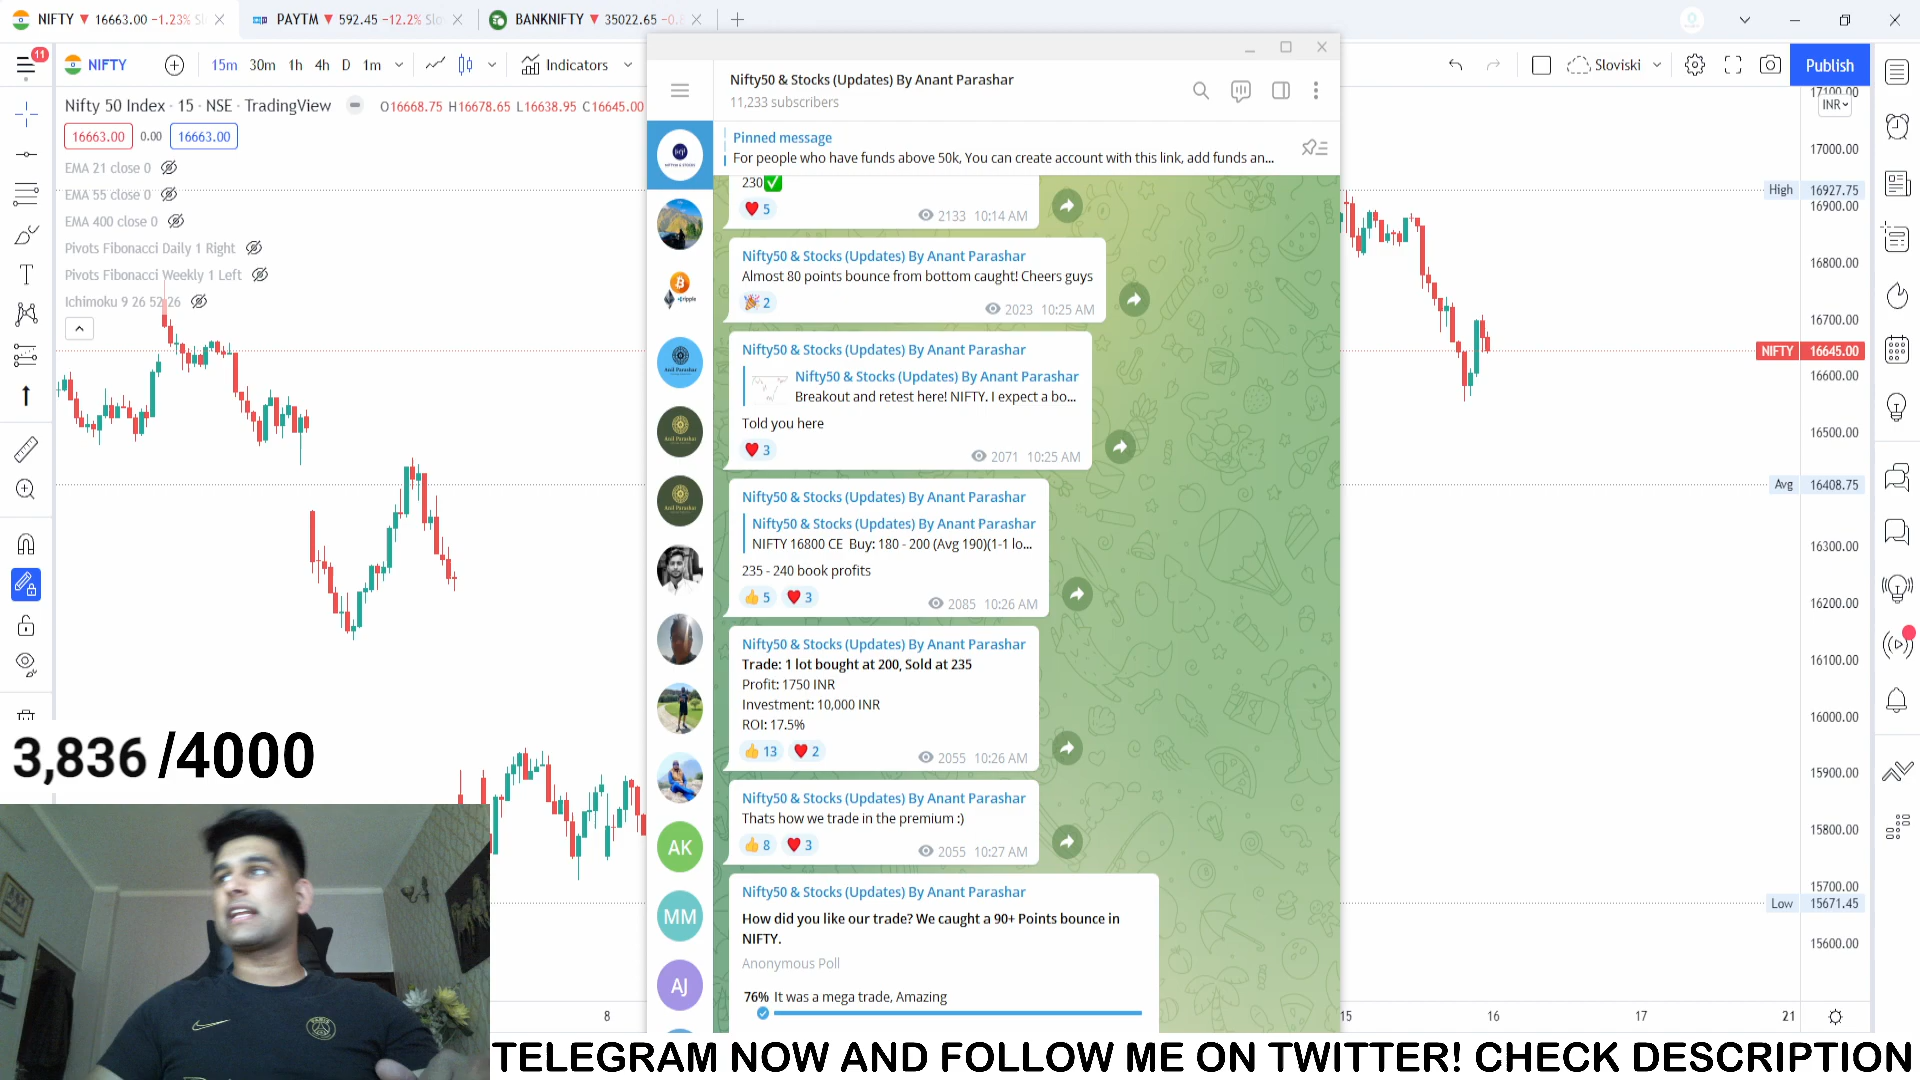 NIFTY ▼ 16663.00 −1.23%
PAYTM ▼ 592.45 −12.2%
BANKNIFTY ▼ 35022.65
11
NIFTY
15m 30m 1h 4h D 1m
Indicators
Sloviski
Publish
Nifty 50 Index · 15 · NSE · TradingView
O16668.75 H16678.65 L16638.95 C16645.00
16663.00 0.00 16663.00
EMA 21 close 0
EMA 55 close 0
EMA 400 close 0
Pivots Fibonacci Daily 1 Right
Pivots Fibonacci Weekly 1 Left
Ichimoku 9 26 52 26
Nifty50 & Stocks (Updates) By Anant Parashar
11,233 subscribers
Pinned message
For people who have funds above 50k, You can create account with this link, add funds an...
230✅
❤️ 5
2133 10:14 AM
Nifty50 & Stocks (Updates) By Anant Parashar
Almost 80 points bounce from bottom caught! Cheers guys
🎉 2
2023 10:25 AM
Nifty50 & Stocks (Updates) By Anant Parashar
Nifty50 & Stocks (Updates) By Anant Parashar
Breakout and retest here! NIFTY. I expect a bo...
Told you here
❤️ 3
2071 10:25 AM
Nifty50 & Stocks (Updates) By Anant Parashar
Nifty50 & Stocks (Updates) By Anant Parashar
NIFTY 16800 CE Buy: 180 - 200 (Avg 190)(1-1 lo...
235 - 240 book profits
👍 5 ❤️ 3
2085 10:26 AM
Nifty50 & Stocks (Updates) By Anant Parashar
Trade: 1 lot bought at 200, Sold at 235
Profit: 1750 INR
Investment: 10,000 INR
ROI: 17.5%
👍 13 ❤️ 2
2055 10:26 AM
Nifty50 & Stocks (Updates) By Anant Parashar
Thats how we trade in the premium :)
👍 8 ❤️ 3
2055 10:27 AM
Nifty50 & Stocks (Updates) By Anant Parashar
How did you like our trade? We caught a 90+ Points bounce in
NIFTY.
Anonymous Poll
76% It was a mega trade, Amazing
AK
MM
AJ
17100.00
INR
17000.00
High 16927.75
16900.00
16800.00
16700.00
NIFTY 16645.00
16600.00
16500.00
Avg 16408.75
16300.00
16200.00
16100.00
16000.00
15900.00
15800.00
15700.00
Low 15671.45
15600.00
8
15
16
17
21
3,836 /4000
TELEGRAM NOW AND FOLLOW ME ON TWITTER! CHECK DESCRIPTION